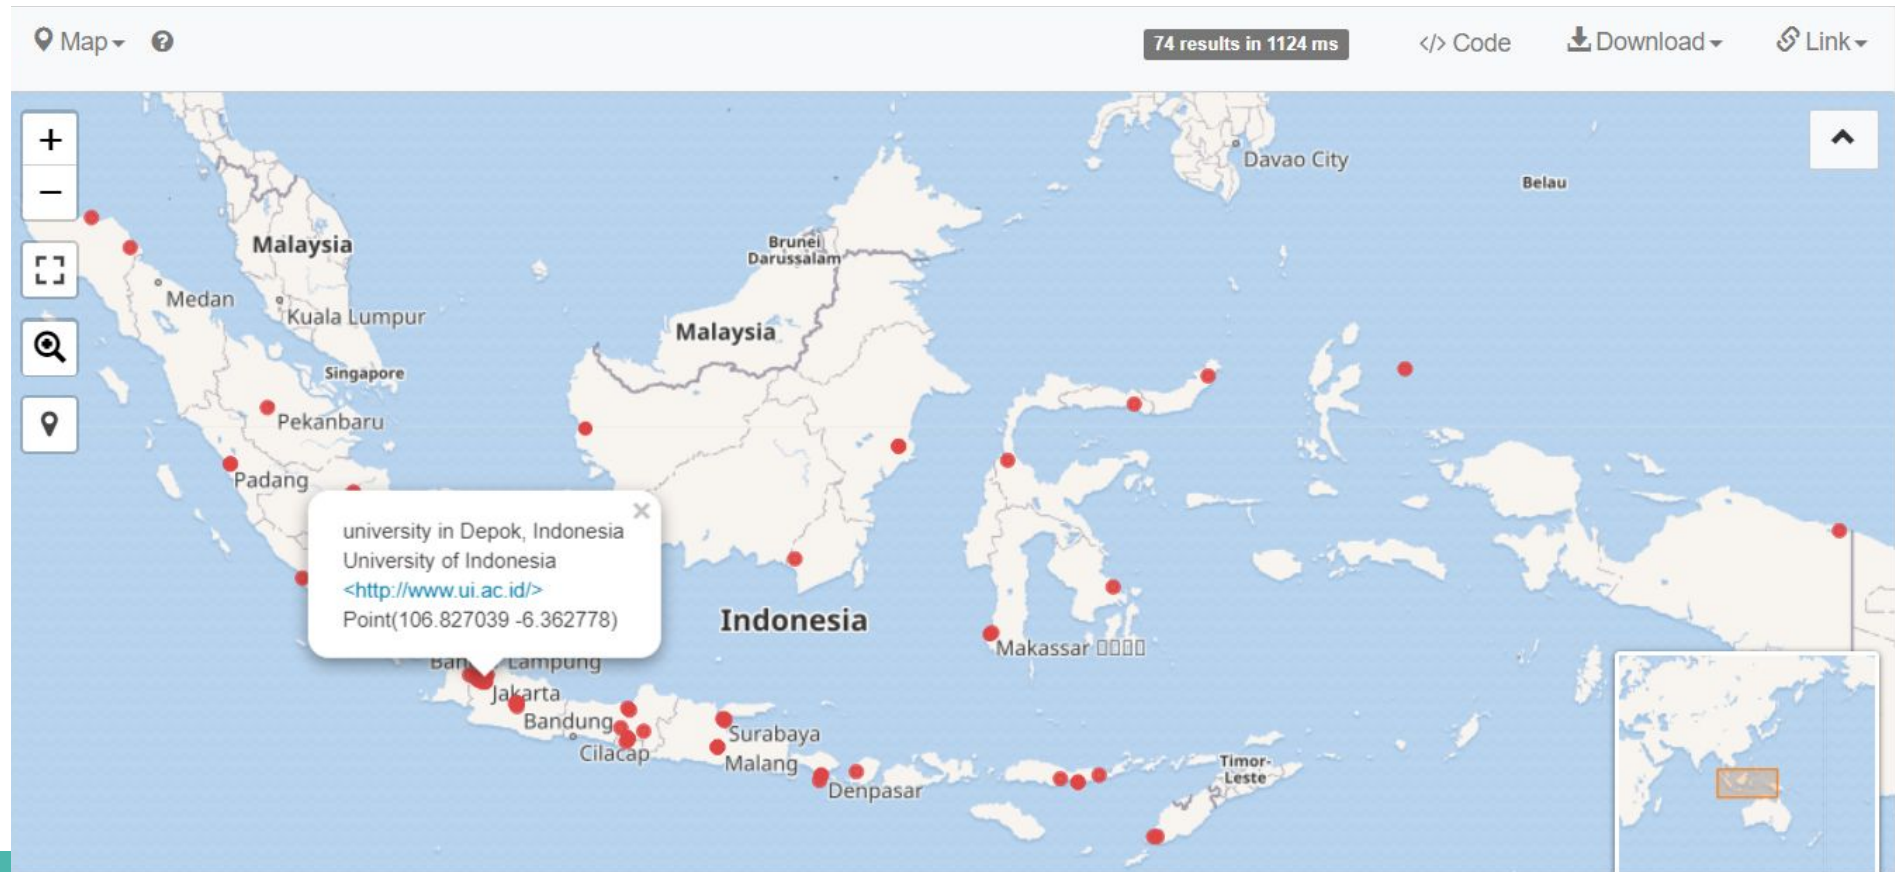 Map
74 results in 1124 ms
</> Code
Download
Link
+
−
Davao City
Belau
Malaysia
Brunei
Darussalam
Medan
Kuala Lumpur
Malaysia
Singapore
Pekanbaru
Padang
university in Depok, Indonesia
University of Indonesia
<http://www.ui.ac.id/>
Point(106.827039 -6.362778)
Indonesia
Makassar
Lampung
Jakarta
Bandung
Surabaya
Cilacap
Malang
Timor-
Leste
Denpasar